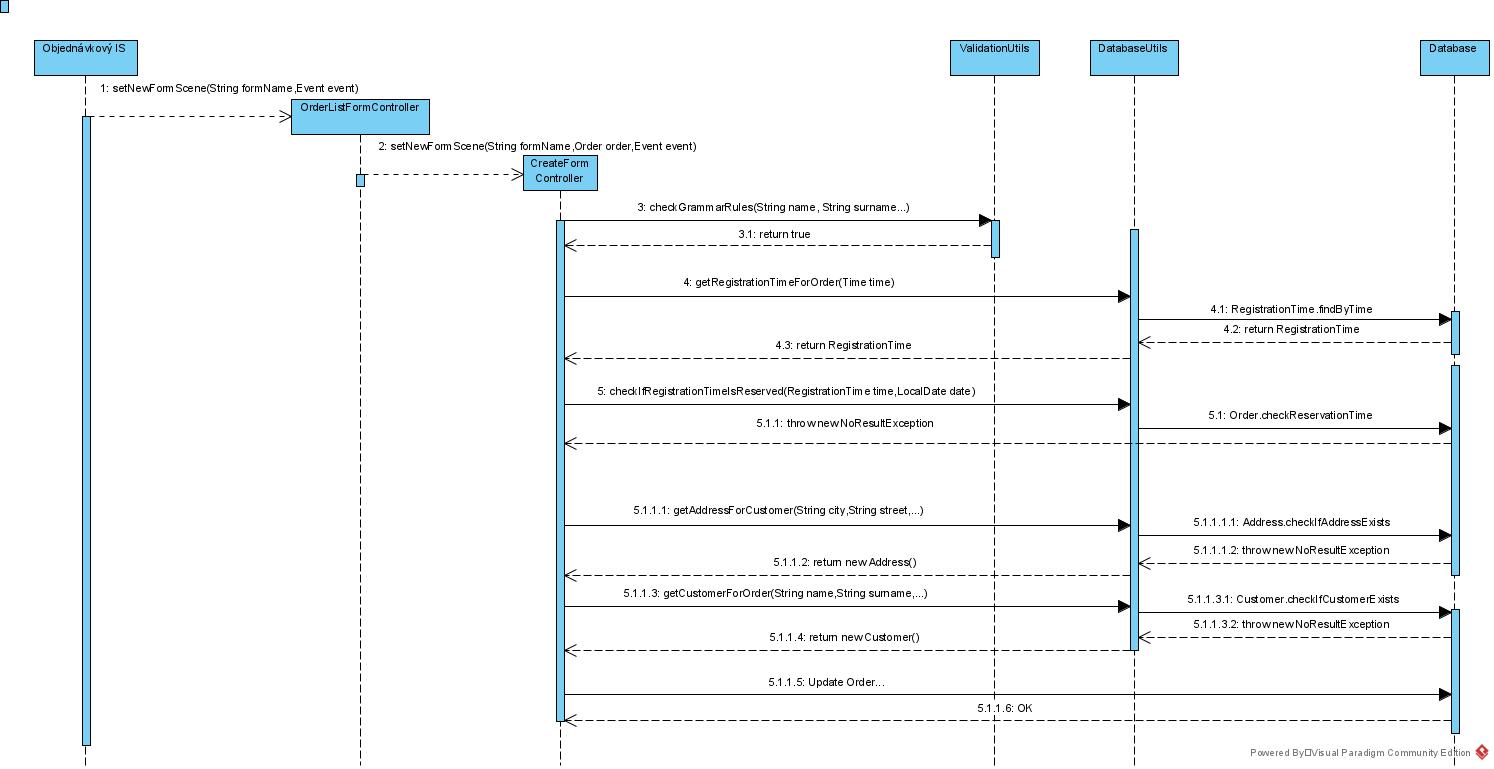 Objednávkový IS
ValidationUtils
DatabaseUtils
Database
1: setNewFormScene(String formName,Event event)
OrderListFormController
2: setNewFormScene(String formName,Order order,Event event)
CreateForm
Controller
3: checkGrammarRules(String name, String surname...)
3.1: return true
4: getRegistrationTimeForOrder(Time time)
4.1: RegistrationTime.findByTime
4.2: return RegistrationTime
4.3: return RegistrationTime
5: checkIfRegistrationTimeIsReserved(RegistrationTime time,LocalDate date)
5.1: Order.checkReservationTime
5.1.1: throw new NoResultException
5.1.1.1: getAddressForCustomer(String city,String street,...)
5.1.1.1.1: Address.checkIfAddressExists
5.1.1.1.2: throw new NoResultException
5.1.1.2: return new Address()
5.1.1.3: getCustomerForOrder(String name,String surname,...)
5.1.1.3.1: Customer.checkIfCustomerExists
5.1.1.3.2: throw new NoResultException
5.1.1.4: return new Customer()
5.1.1.5: Update Order...
5.1.1.6: OK
Powered By Visual Paradigm Community Edition